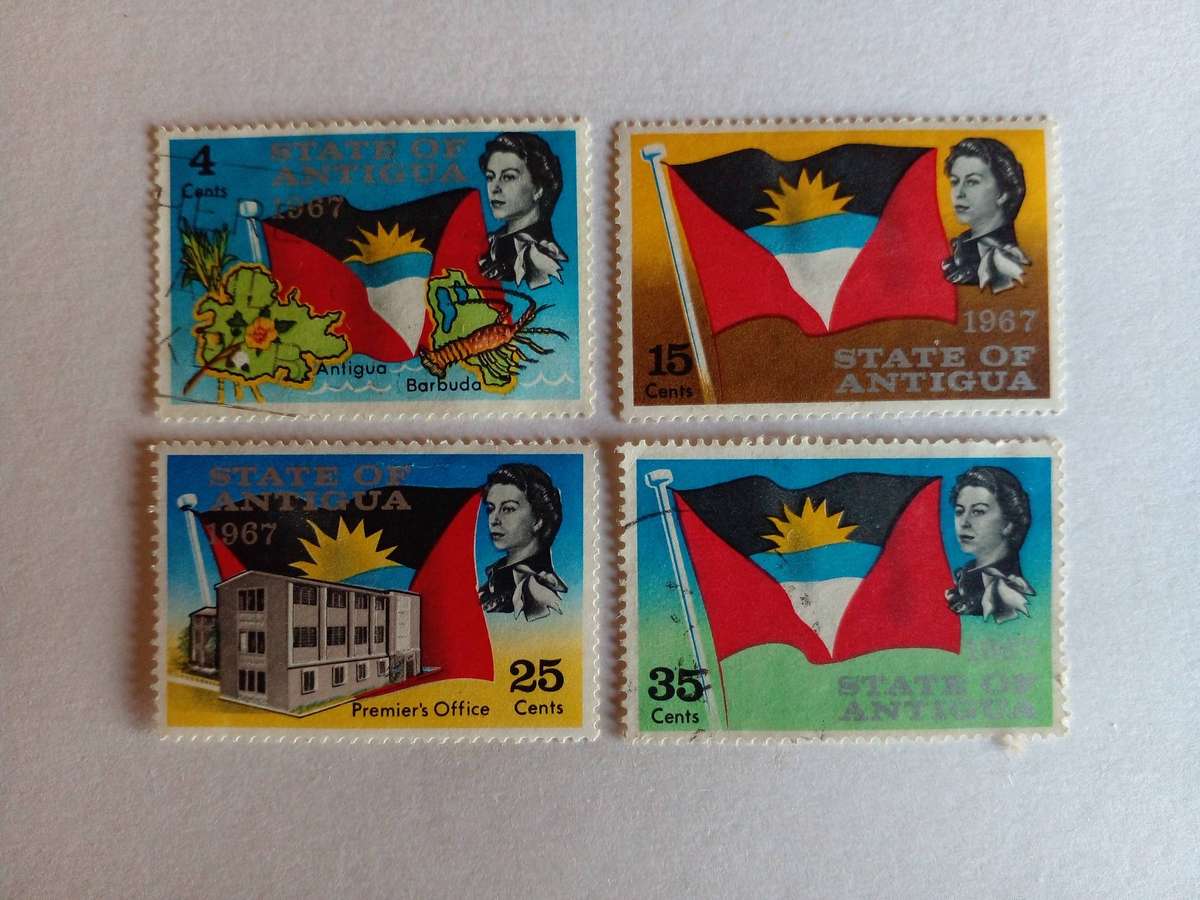 4
Cents
STATE OF
ANTIGUA
1967
Antigua
Barbuda
15
Cents
1967
STATE OF
ANTIGUA
STATE OF
ANTIGUA
1967
Premier's Office
25
Cents
35
Cents
1967
STATE OF
ANTIGUA